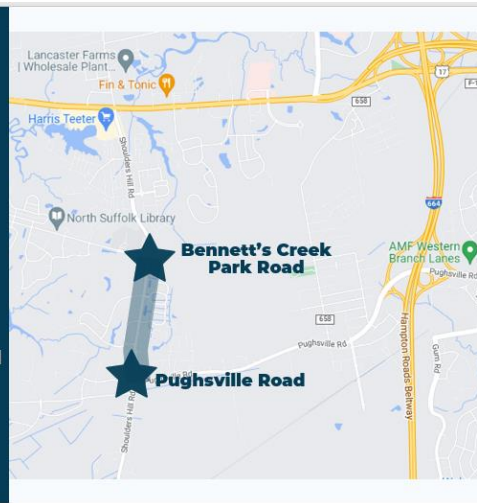 Lancaster Farms
| Wholesale Plant...
Fin & Tonic
17
658
Harris Teeter
Shoulders Hill Rd
664
North Suffolk Library
Bennett's Creek
Park Road
AMF Western
Branch Lanes
Pughsville Rd
658
Pughsville Rd
Hampton Roads Beltway
Gum Rd
Pughsville Road
Shoulders Hill Rd